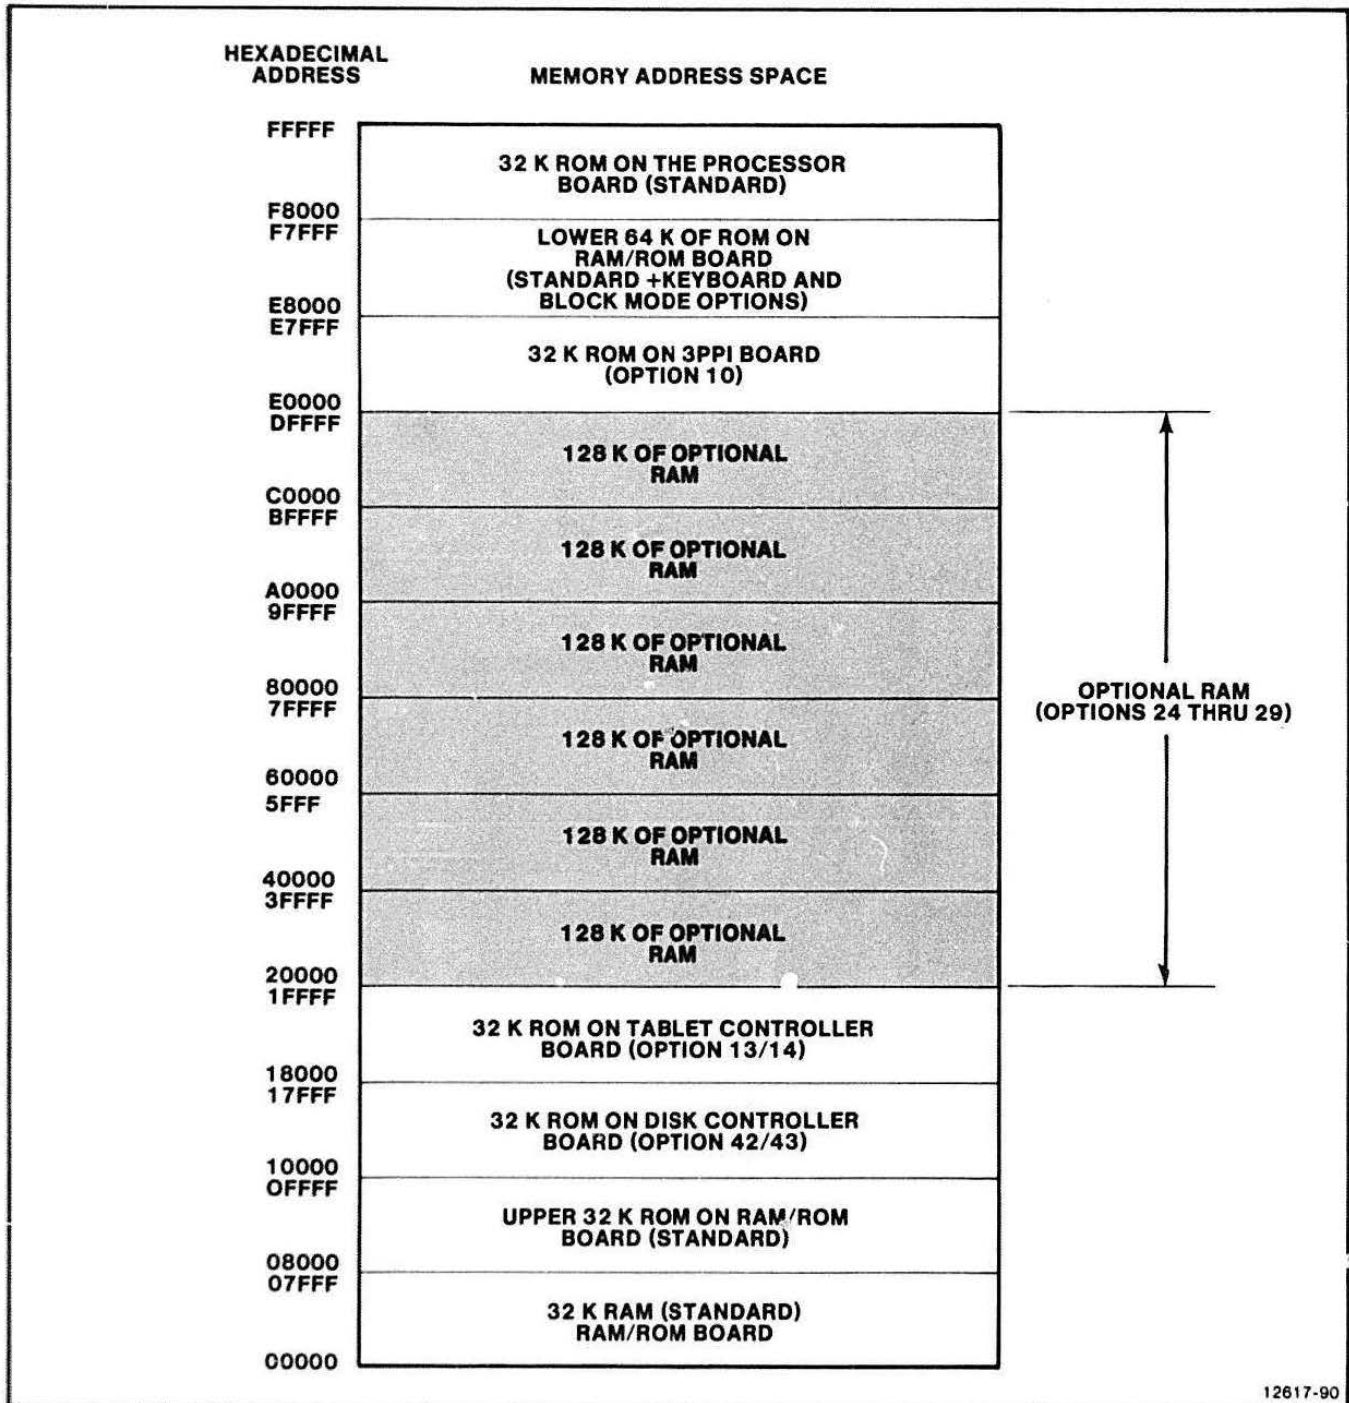 HEXADECIMAL
ADDRESS
MEMORY ADDRESS SPACE
FFFFF
32 K ROM ON THE PROCESSOR
BOARD (STANDARD)
F8000
F7FFF
LOWER 64 K OF ROM ON
RAM/ROM BOARD
(STANDARD +KEYBOARD AND
BLOCK MODE OPTIONS)
E8000
E7FFF
32 K ROM ON 3PPI BOARD
(OPTION 10)
E0000
DFFFF
128 K OF OPTIONAL
RAM
C0000
BFFFF
128 K OF OPTIONAL
RAM
A0000
9FFFF
128 K OF OPTIONAL
RAM
80000
7FFFF
OPTIONAL RAM
(OPTIONS 24 THRU 29)
128 K OF OPTIONAL
RAM
60000
5FFF
128 K OF OPTIONAL
RAM
40000
3FFFF
128 K OF OPTIONAL
RAM
20000
1FFFF
32 K ROM ON TABLET CONTROLLER
BOARD (OPTION 13/14)
18000
17FFF
32 K ROM ON DISK CONTROLLER
BOARD (OPTION 42/43)
10000
OFFFF
UPPER 32 K ROM ON RAM/ROM
BOARD (STANDARD)
08000
07FFF
32 K RAM (STANDARD)
RAM/ROM BOARD
00000
12617-90